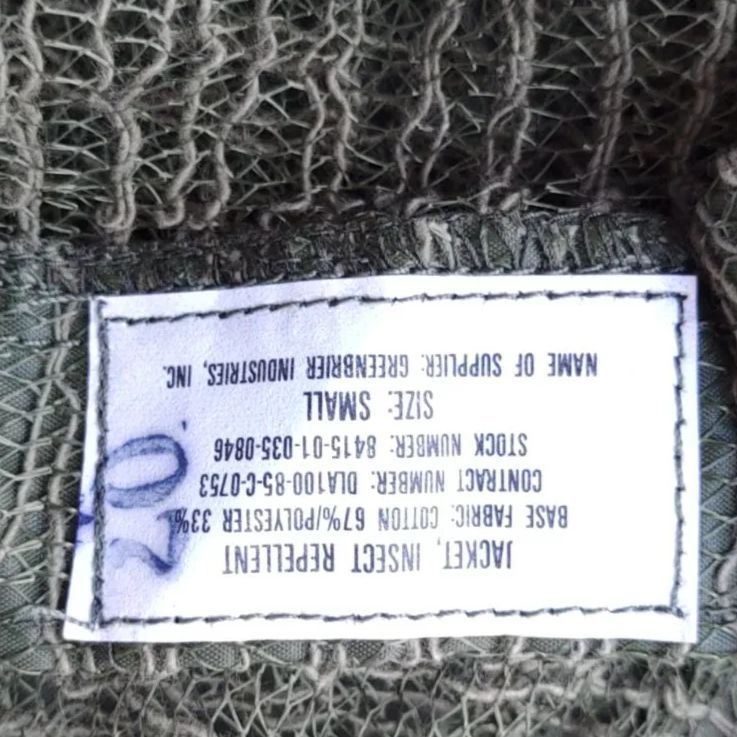 JACKET, INSECT REPELLENT
BASE FABRIC: COTTON 67%/POLYESTER 33%
CONTRACT NUMBER: DLA100-85-C-0753
STOCK NUMBER: 8415-01-035-0846
SIZE: SMALL
NAME OF SUPPLIER: GREENBRIER INDUSTRIES, INC.